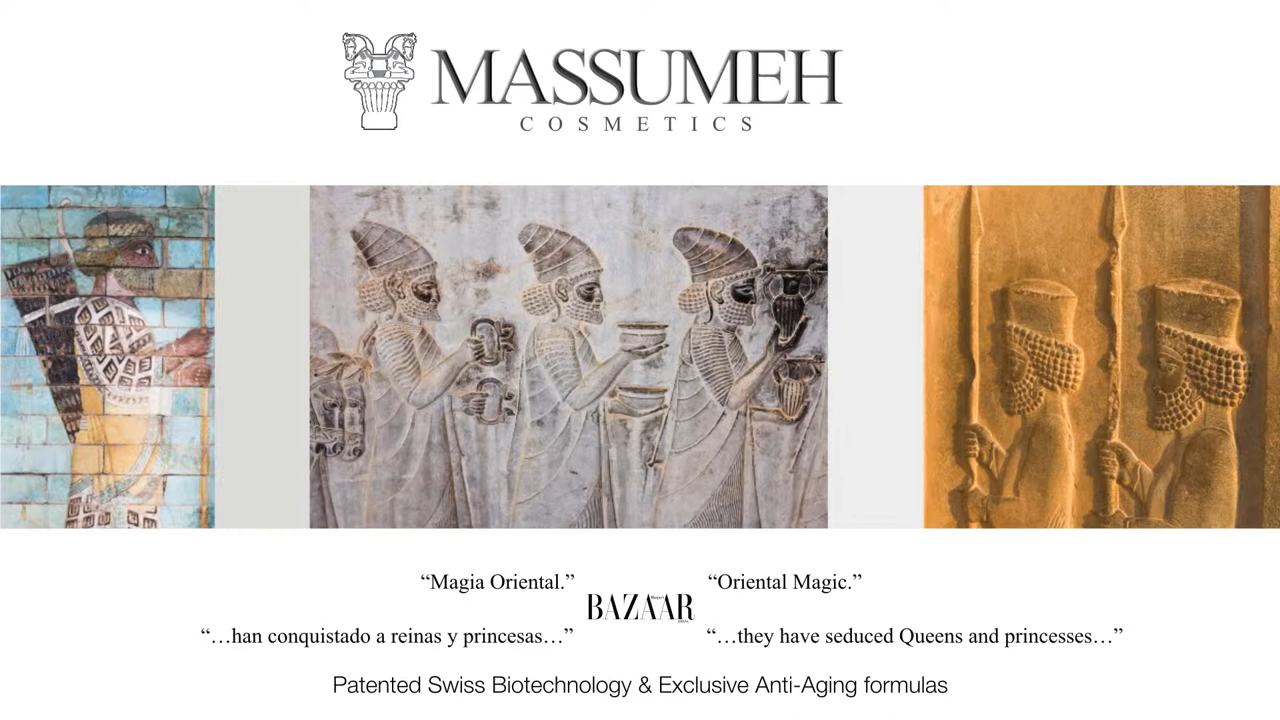 MASSUMEH
COSMETICS
“Magia Oriental.”
“Oriental Magic.”
BAZAAR
“…han conquistado a reinas y princesas…”
“…they have seduced Queens and princesses…”
Patented Swiss Biotechnology & Exclusive Anti-Aging formulas